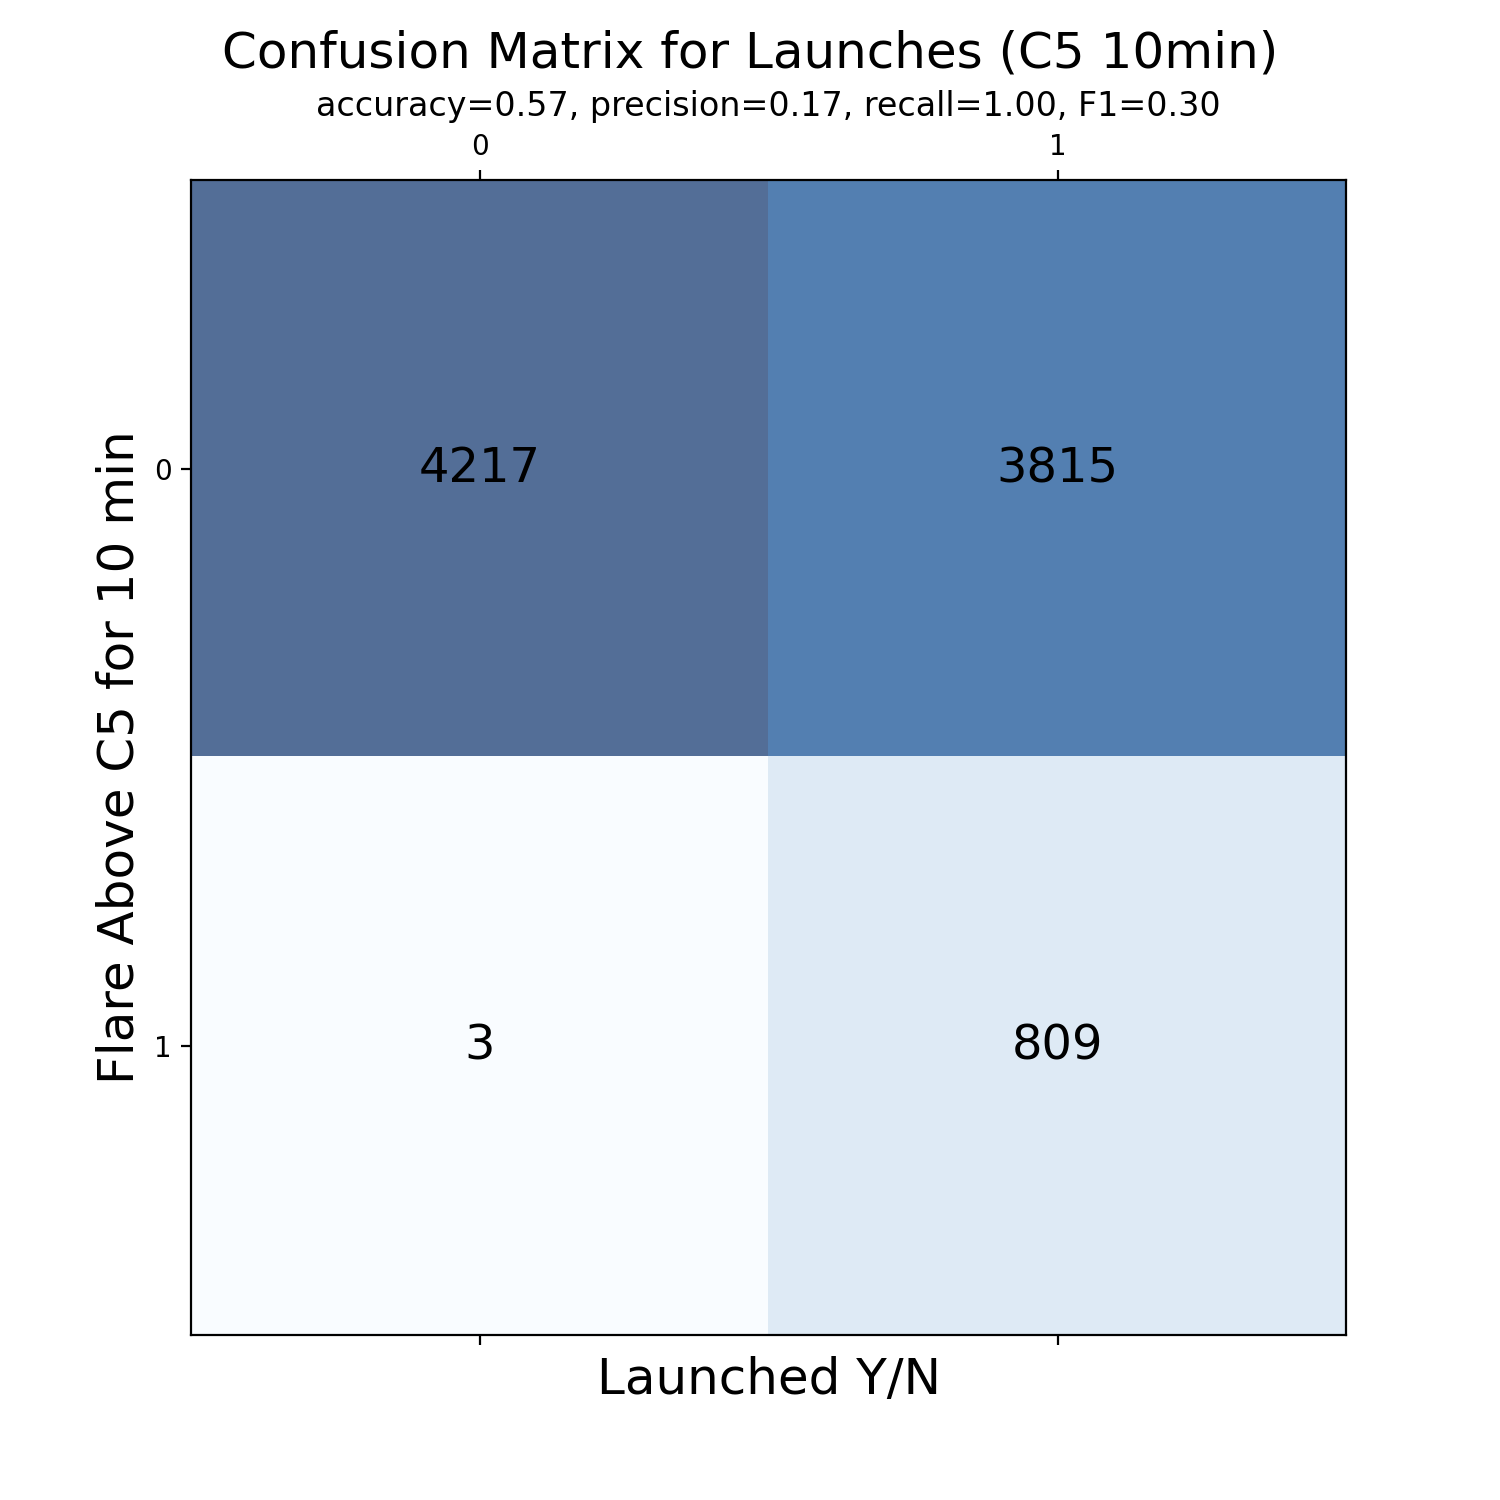 Confusion Matrix for Launches (C5 10min)
accuracy=0.57, precision=0.17, recall=1.00, F1=0.30
0 1
Flare Above C5 for 10 min
0
4217 3815
1
3 809
Launched Y/N